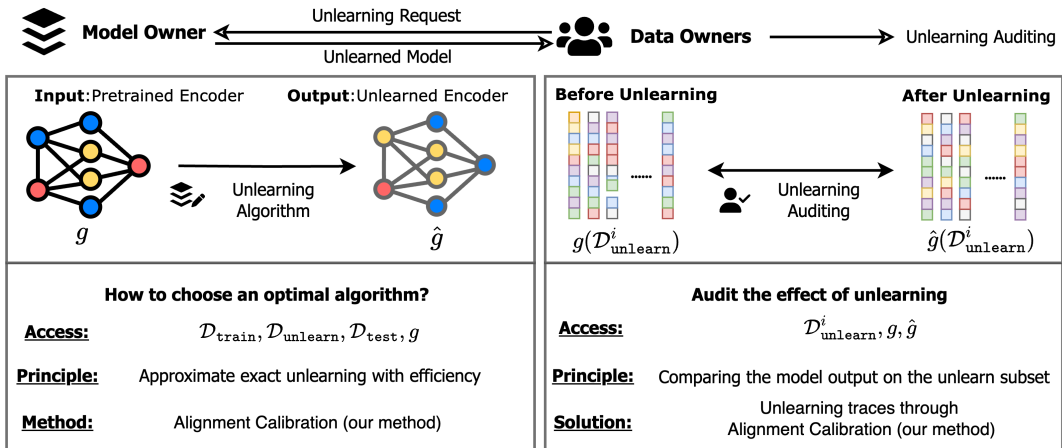 Model Owner
Unlearning Request
Unlearned Model
Data Owners
Unlearning Auditing
Input:Pretrained Encoder
Output:Unlearned Encoder
Unlearning
Algorithm
g
ĝ
Before Unlearning
After Unlearning
......
......
Unlearning
Auditing
g(𝒟ⁱ_unlearn)
ĝ(𝒟ⁱ_unlearn)
How to choose an optimal algorithm?
Access: 𝒟_train, 𝒟_unlearn, 𝒟_test, g
Principle: Approximate exact unlearning with efficiency
Method: Alignment Calibration (our method)
Audit the effect of unlearning
Access: 𝒟ⁱ_unlearn, g, ĝ
Principle: Comparing the model output on the unlearn subset
Solution: Unlearning traces through
Alignment Calibration (our method)